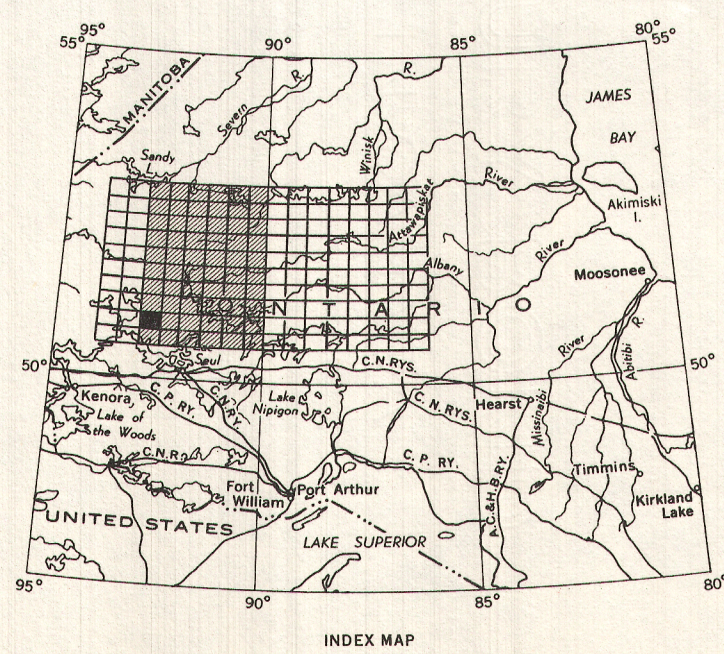 95° 90° 85° 80°
55° 55°
MANITOBA
Severn R.
R.
Winisk
JAMES
BAY
Sandy
L.
Attawapiskat
River
Akimiski
I.
River
Albany
Moosonee
N T A R I O
Seul
C.N.RYS.
River
Abitibi R.
50° 50°
Kenora
C.P.RY.
C.N.RY.
Lake
Nipigon
C.N.RYS.
Hearst
Missinaibi
Lake of
the Woods
C.N.R.
C.P. RY.
Timmins
Fort
William
Port Arthur
A.C.& H.B.RY.
Kirkland
Lake
UNITED STATES
LAKE SUPERIOR
95° 90° 85° 80°
INDEX MAP